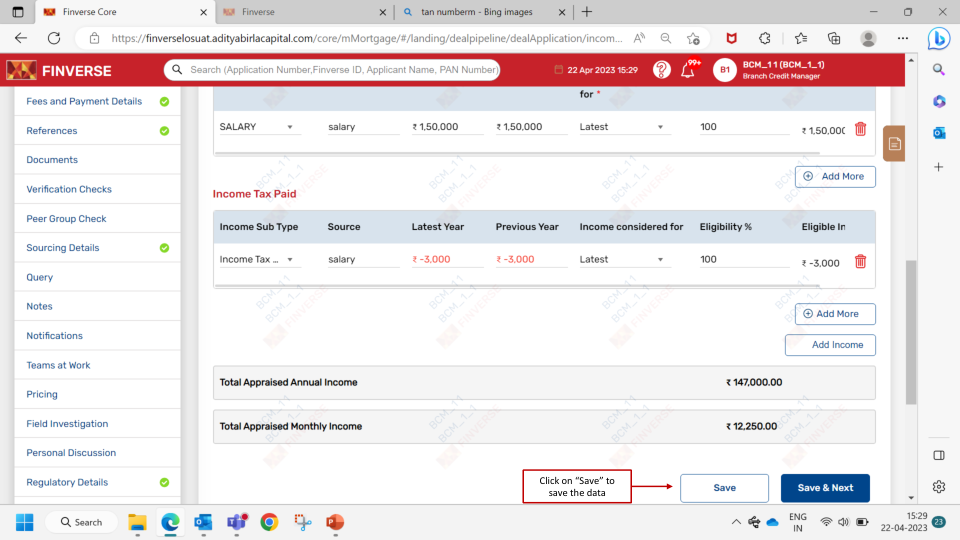 Finverse Core
Finverse
tan numberm - Bing images
https://finverselosuat.adityabirlacapital.com/core/mMortgage/#/landing/dealpipeline/dealApplication/incom...
FINVERSE
Search (Application Number,Finverse ID, Applicant Name, PAN Number)
22 Apr 2023 15:29
99+
B1
BCM_11 (BCM_1_1)
Branch Credit Manager
Fees and Payment Details
References
Documents
Verification Checks
Peer Group Check
Sourcing Details
Query
Notes
Notifications
Teams at Work
Pricing
Field Investigation
Personal Discussion
Regulatory Details
for *
SALARY salary ₹ 1,50,000 ₹ 1,50,000 Latest 100 ₹ 1,50,000
Add More
Income Tax Paid
Income Sub Type Source Latest Year Previous Year Income considered for Eligibility % Eligible In
Income Tax ... salary ₹ -3,000 ₹ -3,000 Latest 100 ₹ -3,000
Add More
Add Income
Total Appraised Annual Income ₹ 147,000.00
Total Appraised Monthly Income ₹ 12,250.00
Click on “Save” to
save the data
Save
Save & Next
BCM_11
BCM_1_1
FINVERSE
Search
ENG
IN
15:29
22-04-2023
23